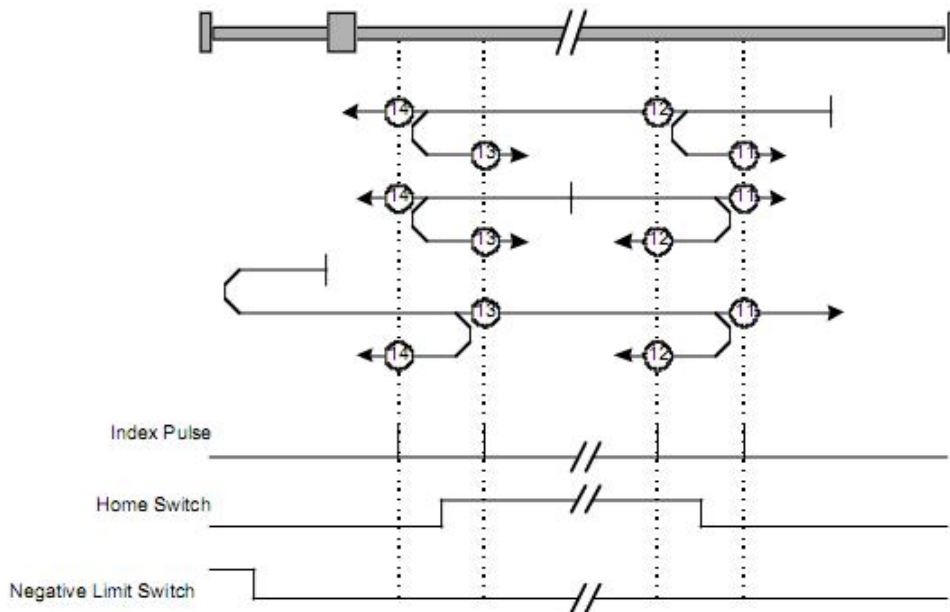 14 12
13 11
14 11
13 12
13 11
14 12
Index Pulse
Home Switch
Negative Limit Switch